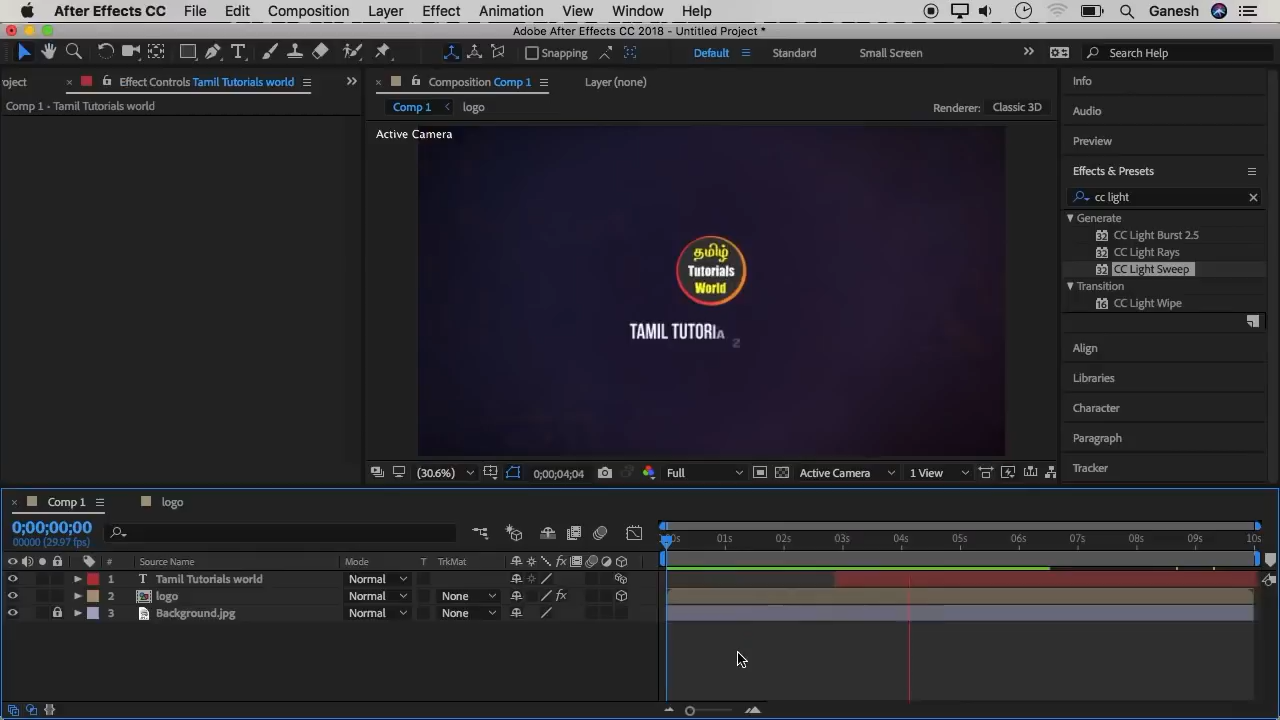 After Effects CC File Edit Composition Layer Effect Animation View Window Help Ganesh
Adobe After Effects CC 2018 - Untitled Project *
Snapping Default Standard Small Screen Search Help
oject Effect Controls Tamil Tutorials world Composition Comp 1 Layer (none) Info
Comp 1 - Tamil Tutorials world Comp 1 logo Renderer: Classic 3D Audio
Active Camera Preview
Effects & Presets
cc light
Generate
CC Light Burst 2.5
CC Light Rays
CC Light Sweep
Transition
CC Light Wipe
தமிழ்
Tutorials
World
TAMIL TUTORIA
Align
Libraries
Character
Paragraph
Tracker
(30.6%) 0;00;04;04 Full Active Camera 1 View
Comp 1 logo
0;00;00;00
00000 (29.97 fps)
01s 02s 03s 04s 05s 06s 07s 08s 09s 10s
# Source Name Mode T TrkMat
1 T Tamil Tutorials world Normal
2 logo Normal None
3 Background.jpg Normal None